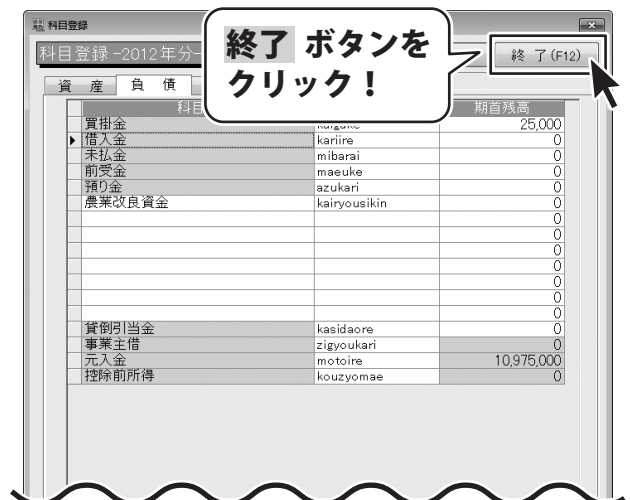 科目登録
科目登録 -2012年分-
終了 ボタンを
クリック！
終 了(F12)
資 産 負 債
科目 期首残高
買掛金 kaigake 25,000
借入金 kariire 0
未払金 mibarai 0
前受金 maeuke 0
預り金 azukari 0
農業改良資金 kairyousikin 0
0
0
0
0
0
0
0
貸倒引当金 kasidaore 0
事業主借 zigyoukari 0
元入金 motoire 10,975,000
控除前所得 kouzyomae 0